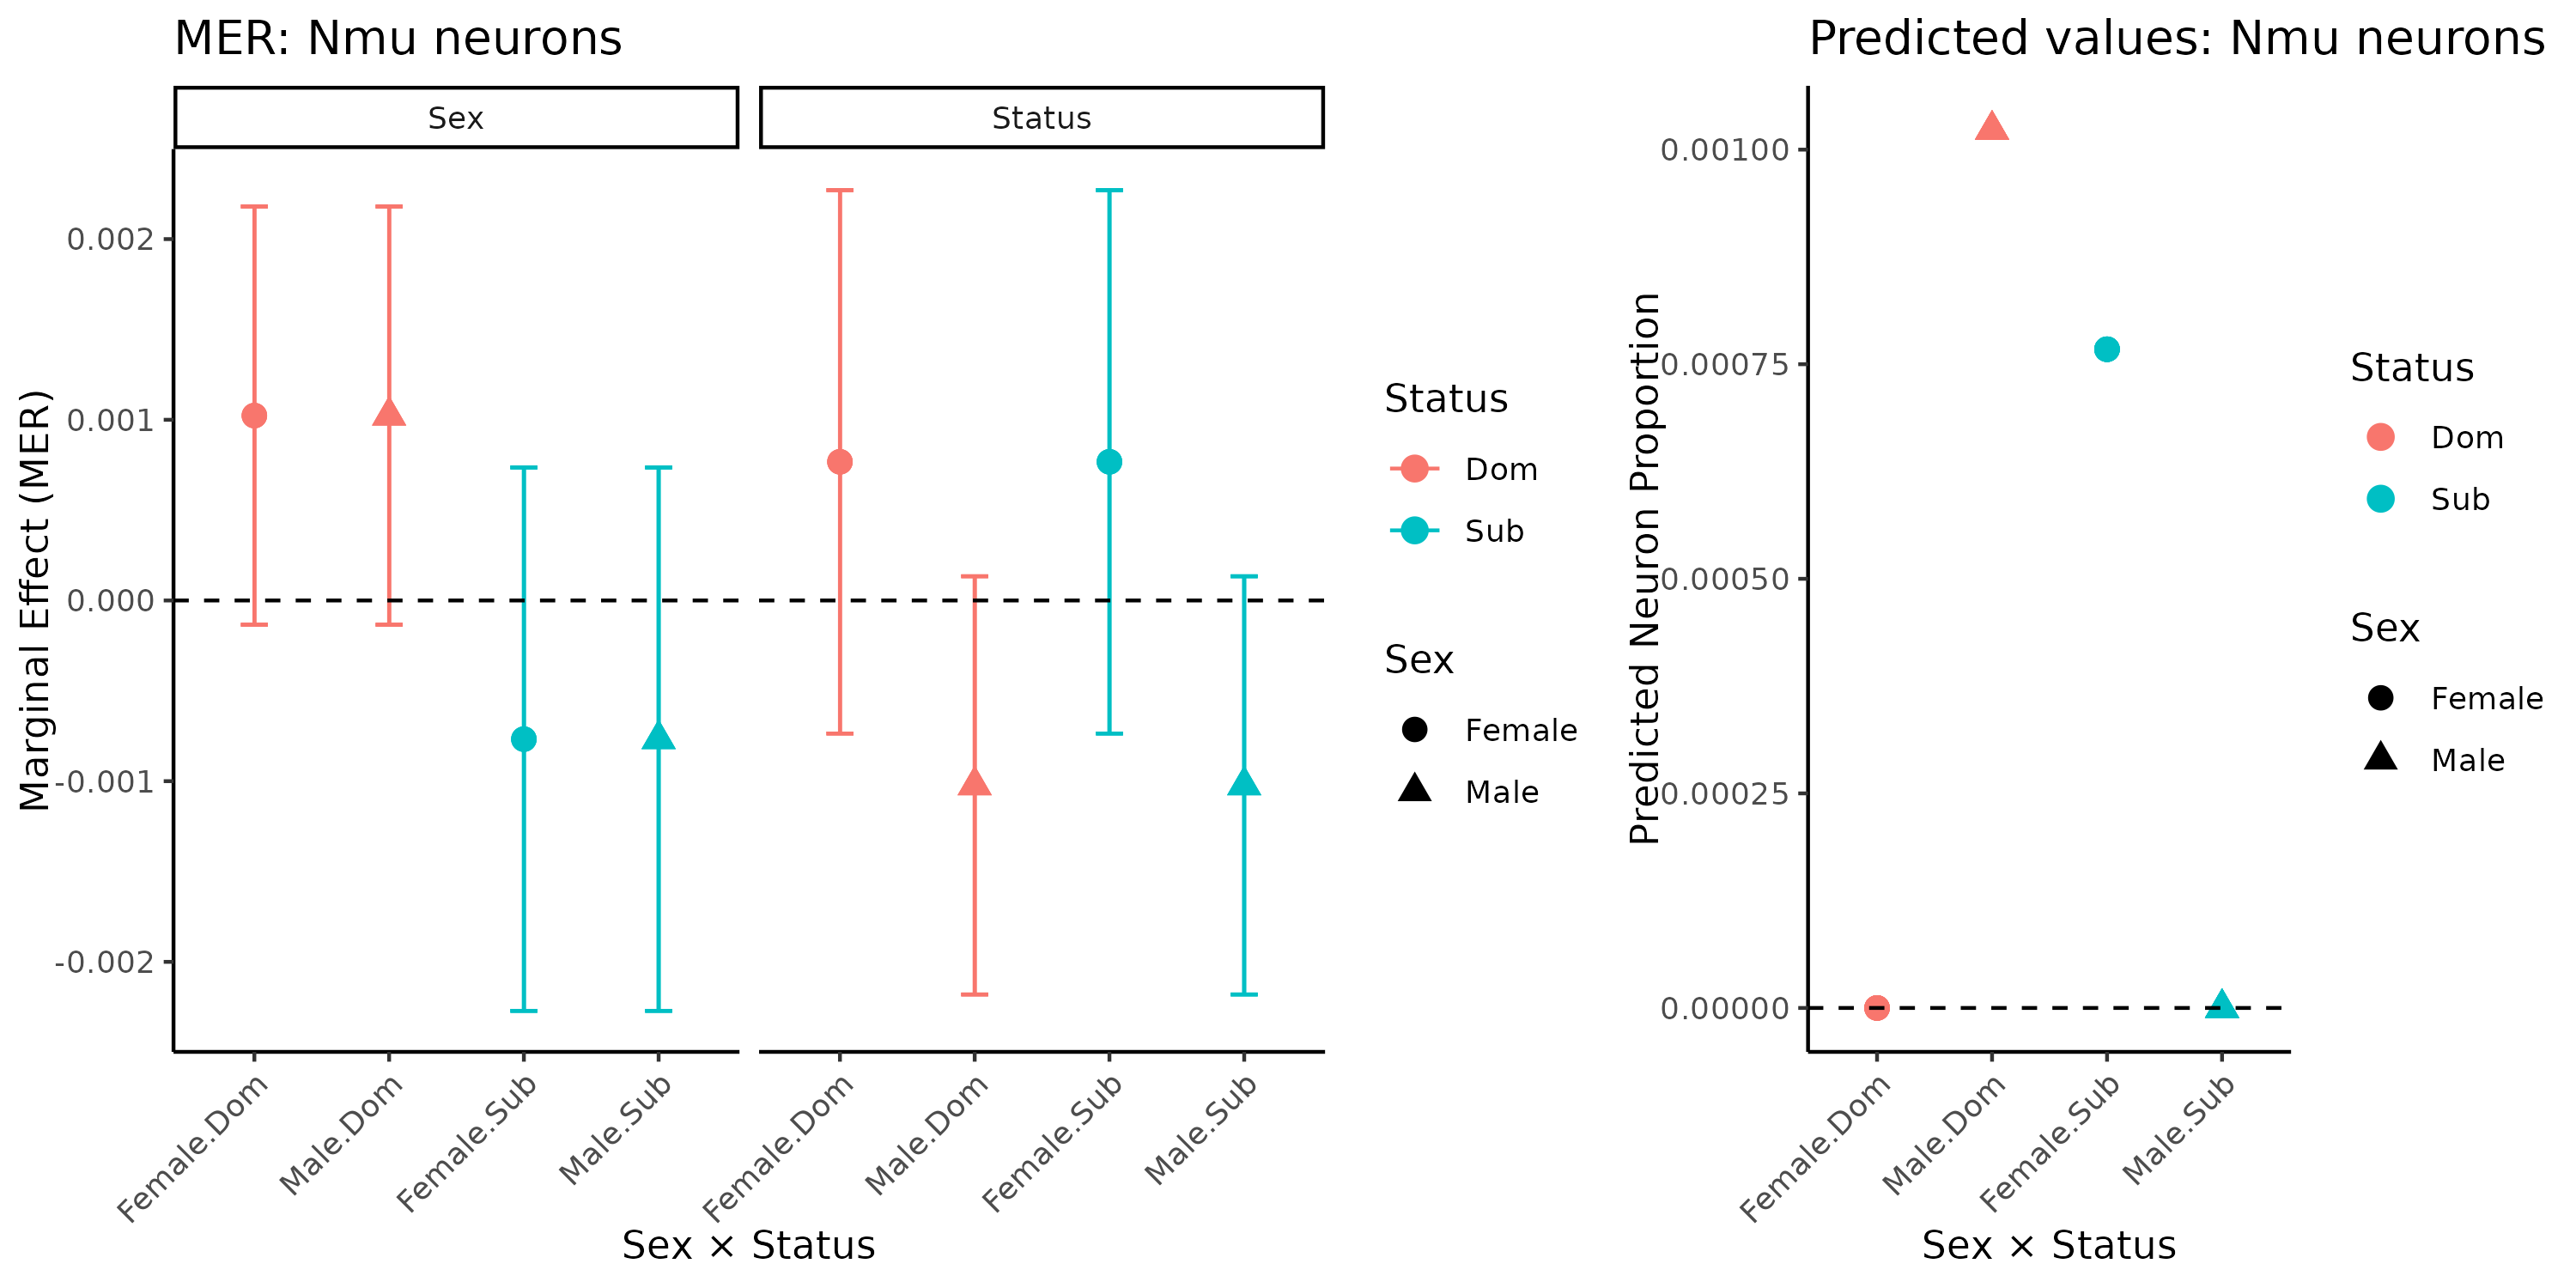 MER: Nmu neurons
Sex
Status
Marginal Effect (MER)
0.002
0.001
0.000
-0.001
-0.002
Female.Dom
Male.Dom
Female.Sub
Male.Sub
Female.Dom
Male.Dom
Female.Sub
Male.Sub
Sex × Status
Status
Dom
Sub
Sex
Female
Male
Predicted values: Nmu neurons
Predicted Neuron Proportion
0.00100
0.00075
0.00050
0.00025
0.00000
Female.Dom
Male.Dom
Female.Sub
Male.Sub
Sex × Status
Status
Dom
Sub
Sex
Female
Male